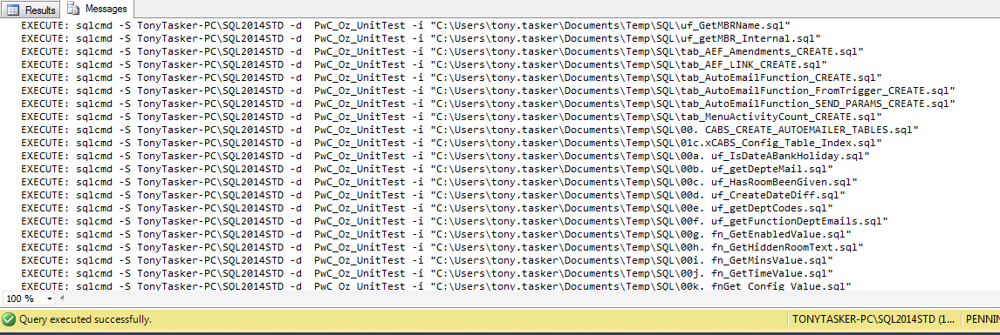 Results Messages
EXECUTE: sqlcmd -S TonyTasker-PC\SQL2014STD -d  PwC_Oz_UnitTest -i "C:\Users\tony.tasker\Documents\Temp\SQL\uf_GetMBRName.sql"
EXECUTE: sqlcmd -S TonyTasker-PC\SQL2014STD -d  PwC_Oz_UnitTest -i "C:\Users\tony.tasker\Documents\Temp\SQL\uf_getMBR_Internal.sql"
EXECUTE: sqlcmd -S TonyTasker-PC\SQL2014STD -d  PwC_Oz_UnitTest -i "C:\Users\tony.tasker\Documents\Temp\SQL\tab_AEF_Amendments_CREATE.sql"
EXECUTE: sqlcmd -S TonyTasker-PC\SQL2014STD -d  PwC_Oz_UnitTest -i "C:\Users\tony.tasker\Documents\Temp\SQL\tab_AEF_LINK_CREATE.sql"
EXECUTE: sqlcmd -S TonyTasker-PC\SQL2014STD -d  PwC_Oz_UnitTest -i "C:\Users\tony.tasker\Documents\Temp\SQL\tab_AutoEmailFunction_CREATE.sql"
EXECUTE: sqlcmd -S TonyTasker-PC\SQL2014STD -d  PwC_Oz_UnitTest -i "C:\Users\tony.tasker\Documents\Temp\SQL\tab_AutoEmailFunction_FromTrigger_CREATE.sql"
EXECUTE: sqlcmd -S TonyTasker-PC\SQL2014STD -d  PwC_Oz_UnitTest -i "C:\Users\tony.tasker\Documents\Temp\SQL\tab_AutoEmailFunction_SEND_PARAMS_CREATE.sql"
EXECUTE: sqlcmd -S TonyTasker-PC\SQL2014STD -d  PwC_Oz_UnitTest -i "C:\Users\tony.tasker\Documents\Temp\SQL\tab_MenuActivityCount_CREATE.sql"
EXECUTE: sqlcmd -S TonyTasker-PC\SQL2014STD -d  PwC_Oz_UnitTest -i "C:\Users\tony.tasker\Documents\Temp\SQL\00. CABS_CREATE_AUTOEMAILER_TABLES.sql"
EXECUTE: sqlcmd -S TonyTasker-PC\SQL2014STD -d  PwC_Oz_UnitTest -i "C:\Users\tony.tasker\Documents\Temp\SQL\01c.xCABS_Config_Table_Index.sql"
EXECUTE: sqlcmd -S TonyTasker-PC\SQL2014STD -d  PwC_Oz_UnitTest -i "C:\Users\tony.tasker\Documents\Temp\SQL\00a. uf_IsDateABankHoliday.sql"
EXECUTE: sqlcmd -S TonyTasker-PC\SQL2014STD -d  PwC_Oz_UnitTest -i "C:\Users\tony.tasker\Documents\Temp\SQL\00b. uf_getDepteMail.sql"
EXECUTE: sqlcmd -S TonyTasker-PC\SQL2014STD -d  PwC_Oz_UnitTest -i "C:\Users\tony.tasker\Documents\Temp\SQL\00c. uf_HasRoomBeenGiven.sql"
EXECUTE: sqlcmd -S TonyTasker-PC\SQL2014STD -d  PwC_Oz_UnitTest -i "C:\Users\tony.tasker\Documents\Temp\SQL\00d. uf_CreateDateDiff.sql"
EXECUTE: sqlcmd -S TonyTasker-PC\SQL2014STD -d  PwC_Oz_UnitTest -i "C:\Users\tony.tasker\Documents\Temp\SQL\00e. uf_getDeptCodes.sql"
EXECUTE: sqlcmd -S TonyTasker-PC\SQL2014STD -d  PwC_Oz_UnitTest -i "C:\Users\tony.tasker\Documents\Temp\SQL\00f. uf_getFunctionDeptEmails.sql"
EXECUTE: sqlcmd -S TonyTasker-PC\SQL2014STD -d  PwC_Oz_UnitTest -i "C:\Users\tony.tasker\Documents\Temp\SQL\00g. fn_GetEnabledValue.sql"
EXECUTE: sqlcmd -S TonyTasker-PC\SQL2014STD -d  PwC_Oz_UnitTest -i "C:\Users\tony.tasker\Documents\Temp\SQL\00h. fn_GetHiddenRoomText.sql"
EXECUTE: sqlcmd -S TonyTasker-PC\SQL2014STD -d  PwC_Oz_UnitTest -i "C:\Users\tony.tasker\Documents\Temp\SQL\00i. fn_GetMinsValue.sql"
EXECUTE: sqlcmd -S TonyTasker-PC\SQL2014STD -d  PwC_Oz_UnitTest -i "C:\Users\tony.tasker\Documents\Temp\SQL\00j. fn_GetTimeValue.sql"
EXECUTE: sqlcmd -S TonyTasker-PC\SQL2014STD -d  PwC_Oz_UnitTest -i "C:\Users\tony.tasker\Documents\Temp\SQL\00k. fnGet_Config_Value.sql"
100 %
Query executed successfully. TONYTASKER-PC\SQL2014STD (1... PENNIN